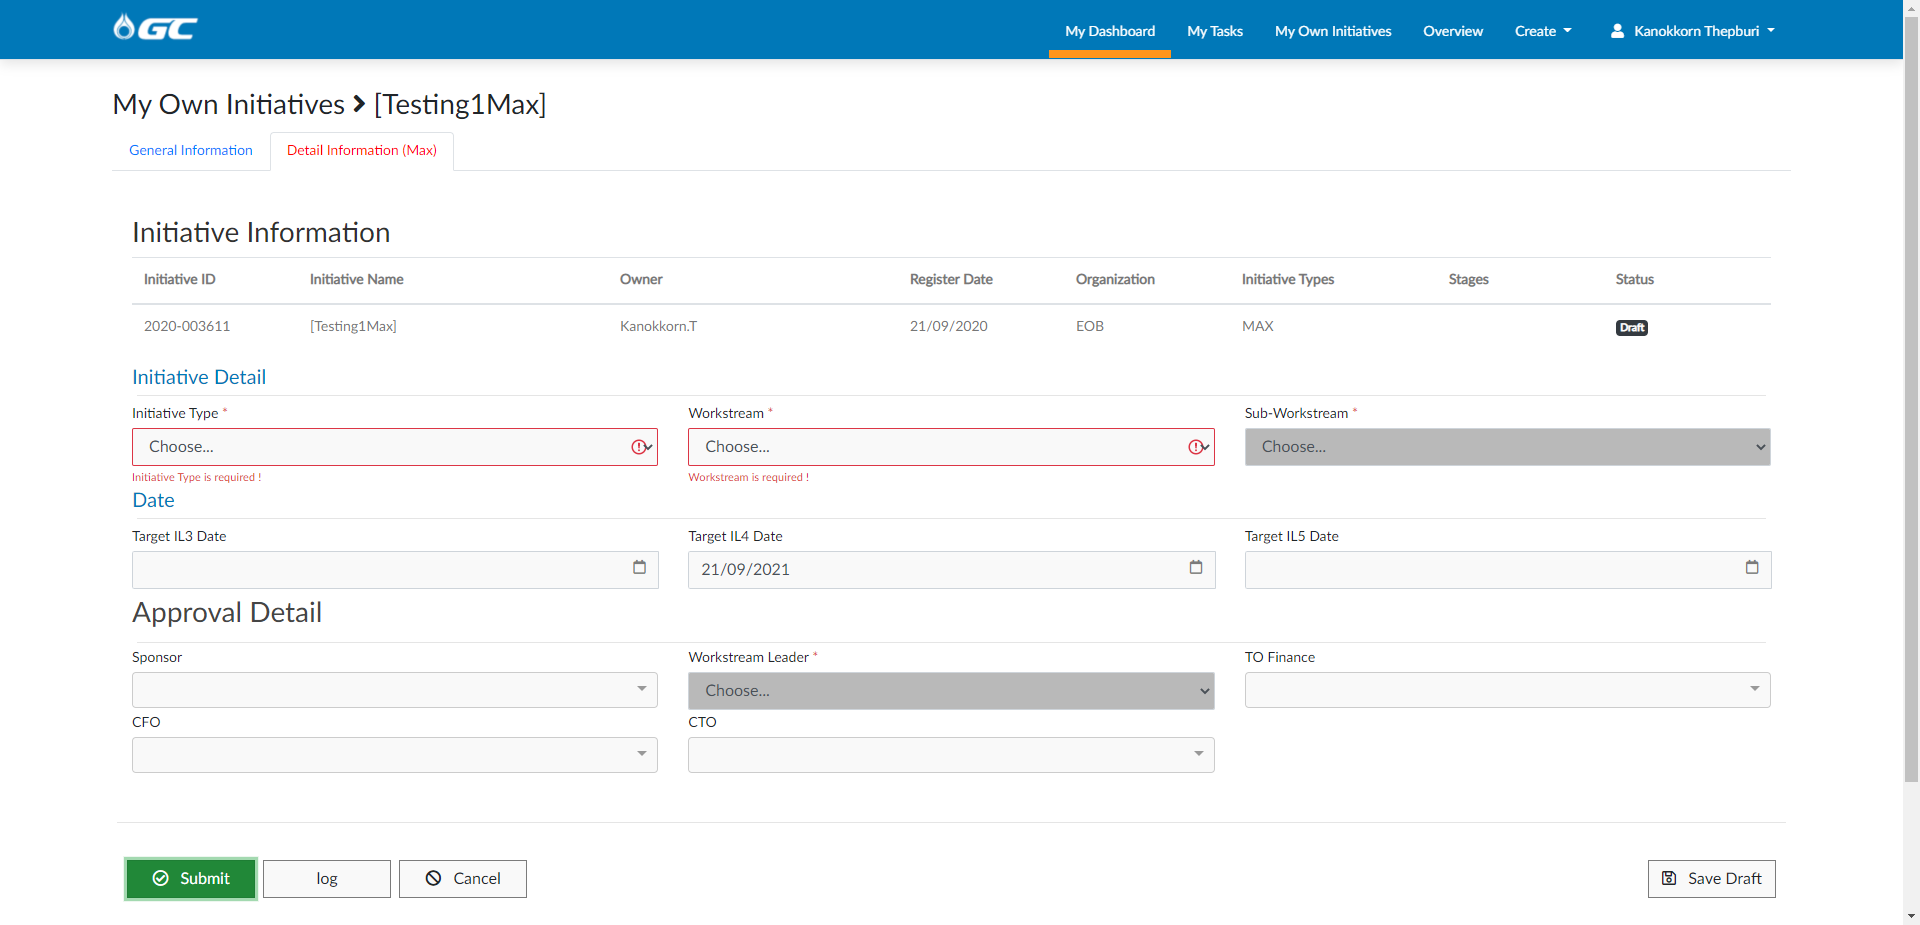 GC My Dashboard My Tasks My Own Initiatives Overview Create Kanokkorn Thepburi
My Own Initiatives > [Testing1Max]
General Information Detail Information (Max)
Initiative Information
Initiative ID Initiative Name Owner Register Date Organization Initiative Types Stages Status
2020-003611 [Testing1Max] Kanokkorn.T 21/09/2020 EOB MAX Draft
Initiative Detail
Initiative Type * Workstream * Sub-Workstream *
Choose... Choose... Choose...
Initiative Type is required ! Workstream is required !
Date
Target IL3 Date Target IL4 Date Target IL5 Date
21/09/2021
Approval Detail
Sponsor Workstream Leader * TO Finance
Choose...
CFO CTO
Submit log Cancel Save Draft